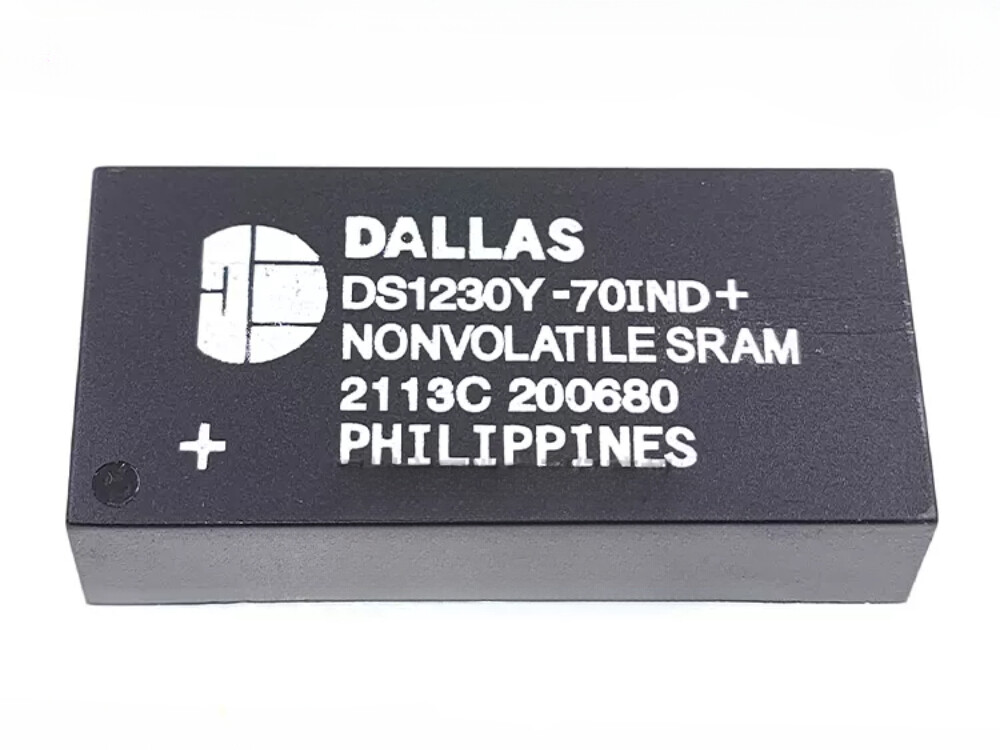 DALLAS
DS1230Y-70IND+
NONVOLATILE SRAM
2113C 200680
+
PHILIPPINES